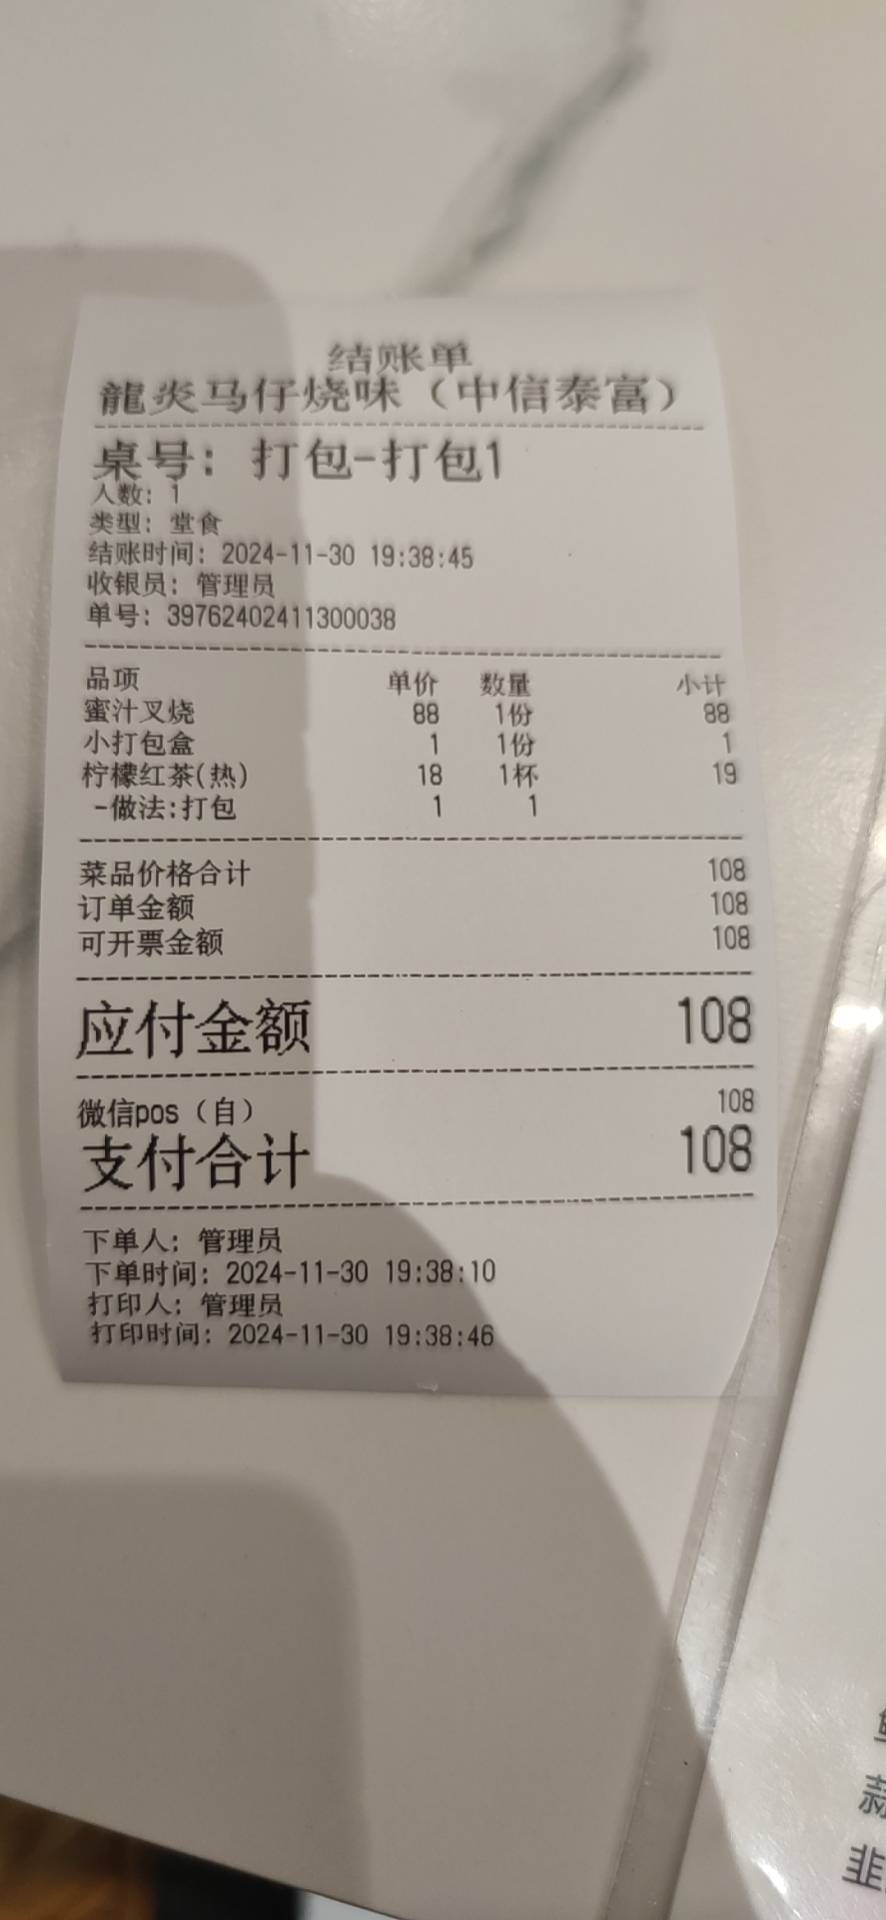 结账单
龍炎马仔烧味（中信泰富）
桌号：打包-打包1
人数：1
类型：堂食
结账时间：2024-11-30 19:38:45
收银员：管理员
单号：39762402411300038
品项 单价 数量 小计
蜜汁叉烧 88 1份 88
小打包盒 1 1份 1
柠檬红茶(热) 18 1杯 19
-做法:打包 1 1
菜品价格合计 108
订单金额 108
可开票金额 108
应付金额 108
微信pos（自） 108
支付合计 108
下单人：管理员
下单时间：2024-11-30 19:38:10
打印人：管理员
打印时间：2024-11-30 19:38:46
蒜
韭